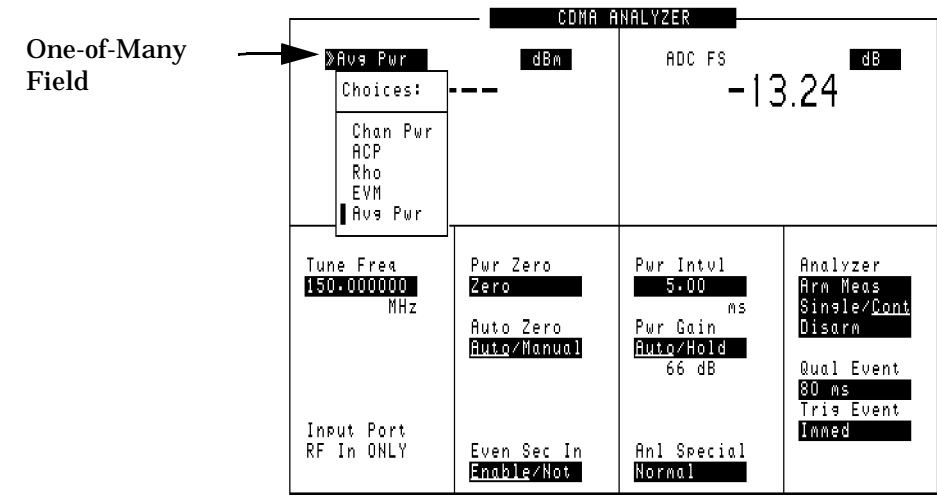 CDMA ANALYZER
One-of-Many
Field
»Avg Pwr
dBm
ADC FS
dB
Choices:
---
-13.24
Chan Pwr
ACP
Rho
EVM
Avg Pwr
Tune Freq
150.000000
MHz
Input Port
RF In ONLY
Pwr Zero
Zero
Auto Zero
Auto/Manual
Even Sec In
Enable/Not
Pwr Intvl
5.00
ms
Pwr Gain
Auto/Hold
66 dB
Anl Special
Normal
Analyzer
Arm Meas
Single/Cont
Disarm
Qual Event
80 ms
Trig Event
Immed